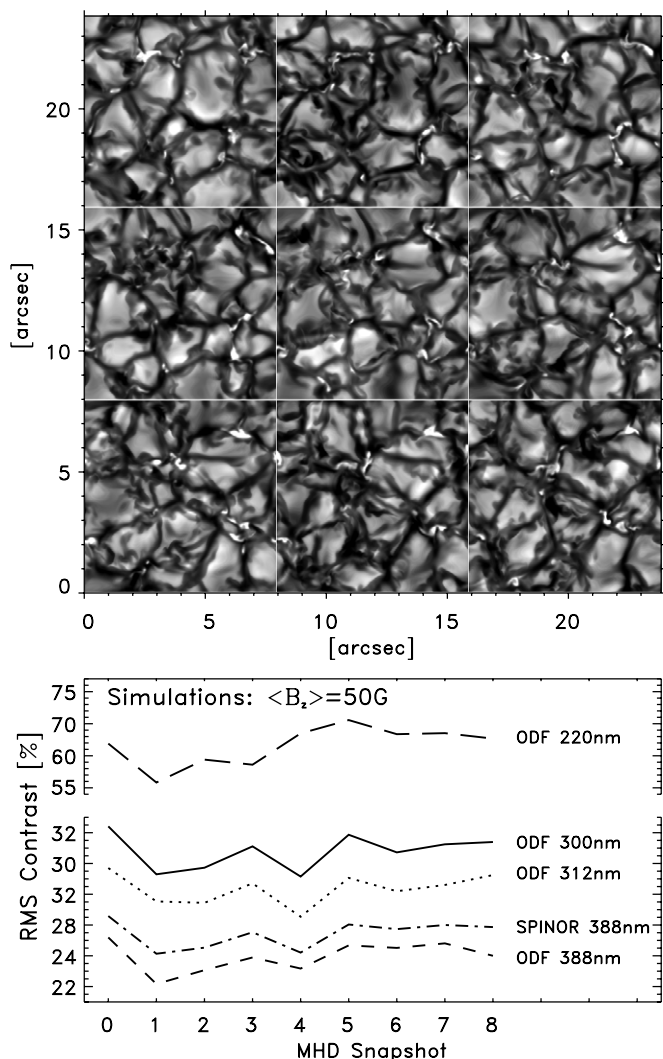 20
15
10
5
0
[arcsec]
0 5 10 15 20
[arcsec]
Simulations: <B_z>=50G
75
70
60
55
32
30
32
28
24
22
RMS Contrast [%]
ODF 220nm
ODF 300nm
ODF 312nm
SPINOR 388nm
ODF 388nm
0 1 2 3 4 5 6 7 8
MHD Snapshot